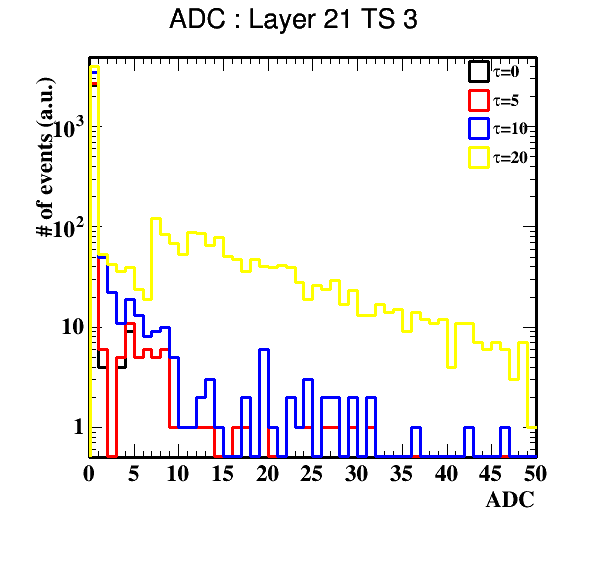 ADC : Layer 21 TS 3
# of events (a.u.)
10³
10²
10
1
τ=0
τ=5
τ=10
τ=20
0 5 10 15 20 25 30 35 40 45 50
ADC